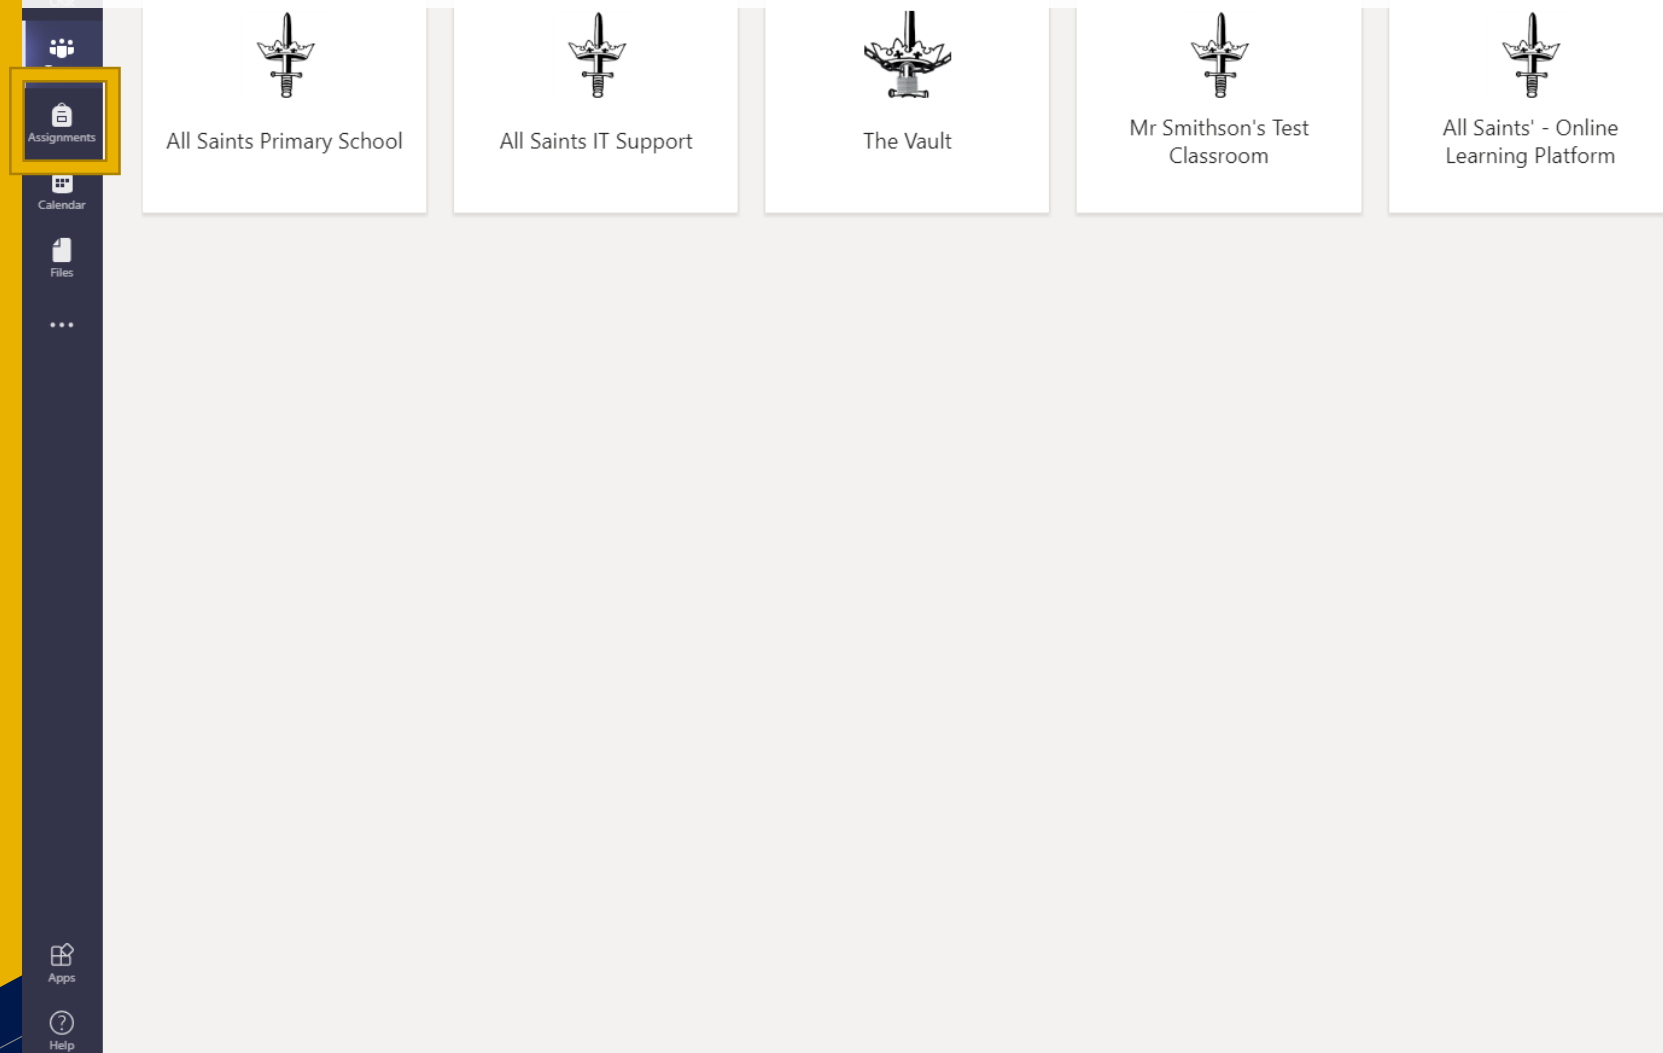 Assignments
Calendar
Files
Apps
Help
All Saints Primary School
All Saints IT Support
The Vault
Mr Smithson's Test
Classroom
All Saints' - Online
Learning Platform